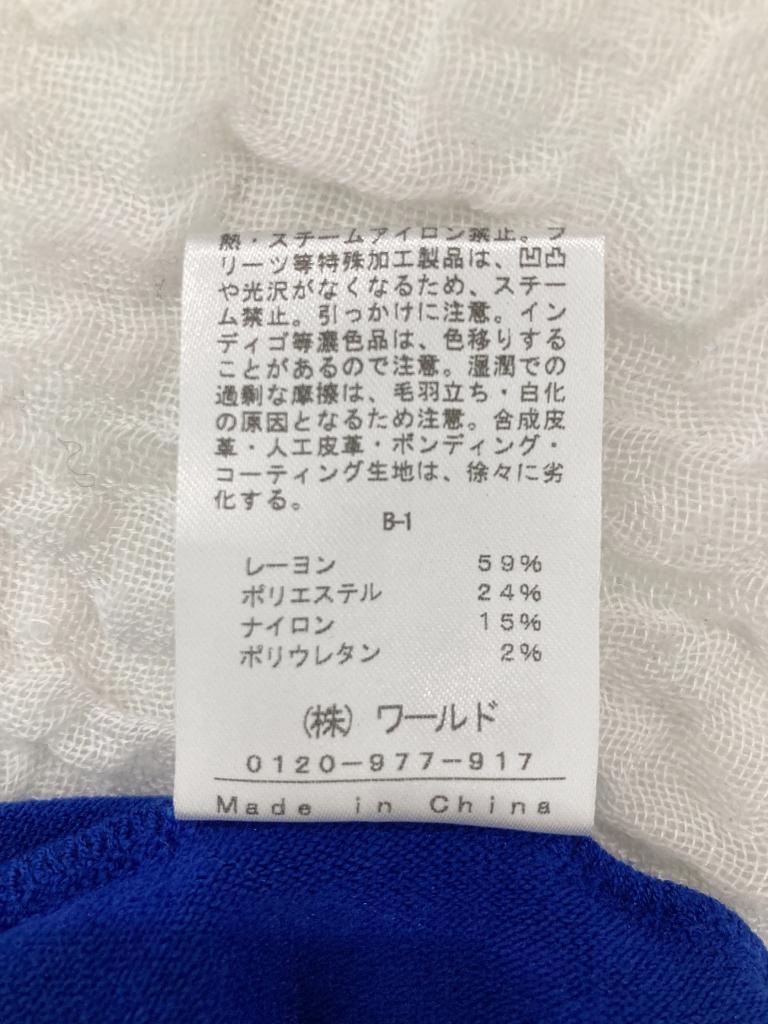 熱・スチームアイロン禁止。プ
リーツ等特殊加工製品は、凹凸
や光沢がなくなるため、スチー
ム禁止。引っかけに注意。イン
ディゴ等濃色品は、色移りする
ことがあるので注意。湿潤での
過剰な摩擦は、毛羽立ち・白化
の原因となるため注意。合成皮
革・人工皮革・ボンディング・
コーティング生地は、徐々に劣
化する。
B-1
レーヨン 59%
ポリエステル 24%
ナイロン 15%
ポリウレタン 2%
(株) ワールド
0120-977-917
Made in China